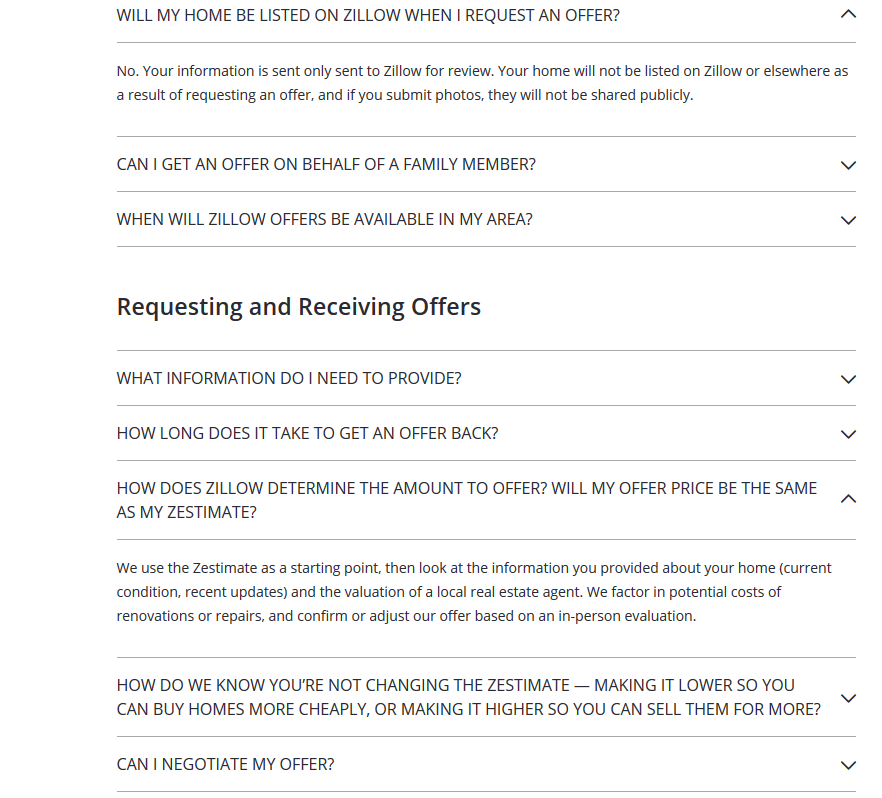 WILL MY HOME BE LISTED ON ZILLOW WHEN I REQUEST AN OFFER?
No. Your information is sent only sent to Zillow for review. Your home will not be listed on Zillow or elsewhere as
a result of requesting an offer, and if you submit photos, they will not be shared publicly.
CAN I GET AN OFFER ON BEHALF OF A FAMILY MEMBER?
WHEN WILL ZILLOW OFFERS BE AVAILABLE IN MY AREA?
Requesting and Receiving Offers
WHAT INFORMATION DO I NEED TO PROVIDE?
HOW LONG DOES IT TAKE TO GET AN OFFER BACK?
HOW DOES ZILLOW DETERMINE THE AMOUNT TO OFFER? WILL MY OFFER PRICE BE THE SAME
AS MY ZESTIMATE?
We use the Zestimate as a starting point, then look at the information you provided about your home (current
condition, recent updates) and the valuation of a local real estate agent. We factor in potential costs of
renovations or repairs, and confirm or adjust our offer based on an in-person evaluation.
HOW DO WE KNOW YOU’RE NOT CHANGING THE ZESTIMATE — MAKING IT LOWER SO YOU
CAN BUY HOMES MORE CHEAPLY, OR MAKING IT HIGHER SO YOU CAN SELL THEM FOR MORE?
CAN I NEGOTIATE MY OFFER?